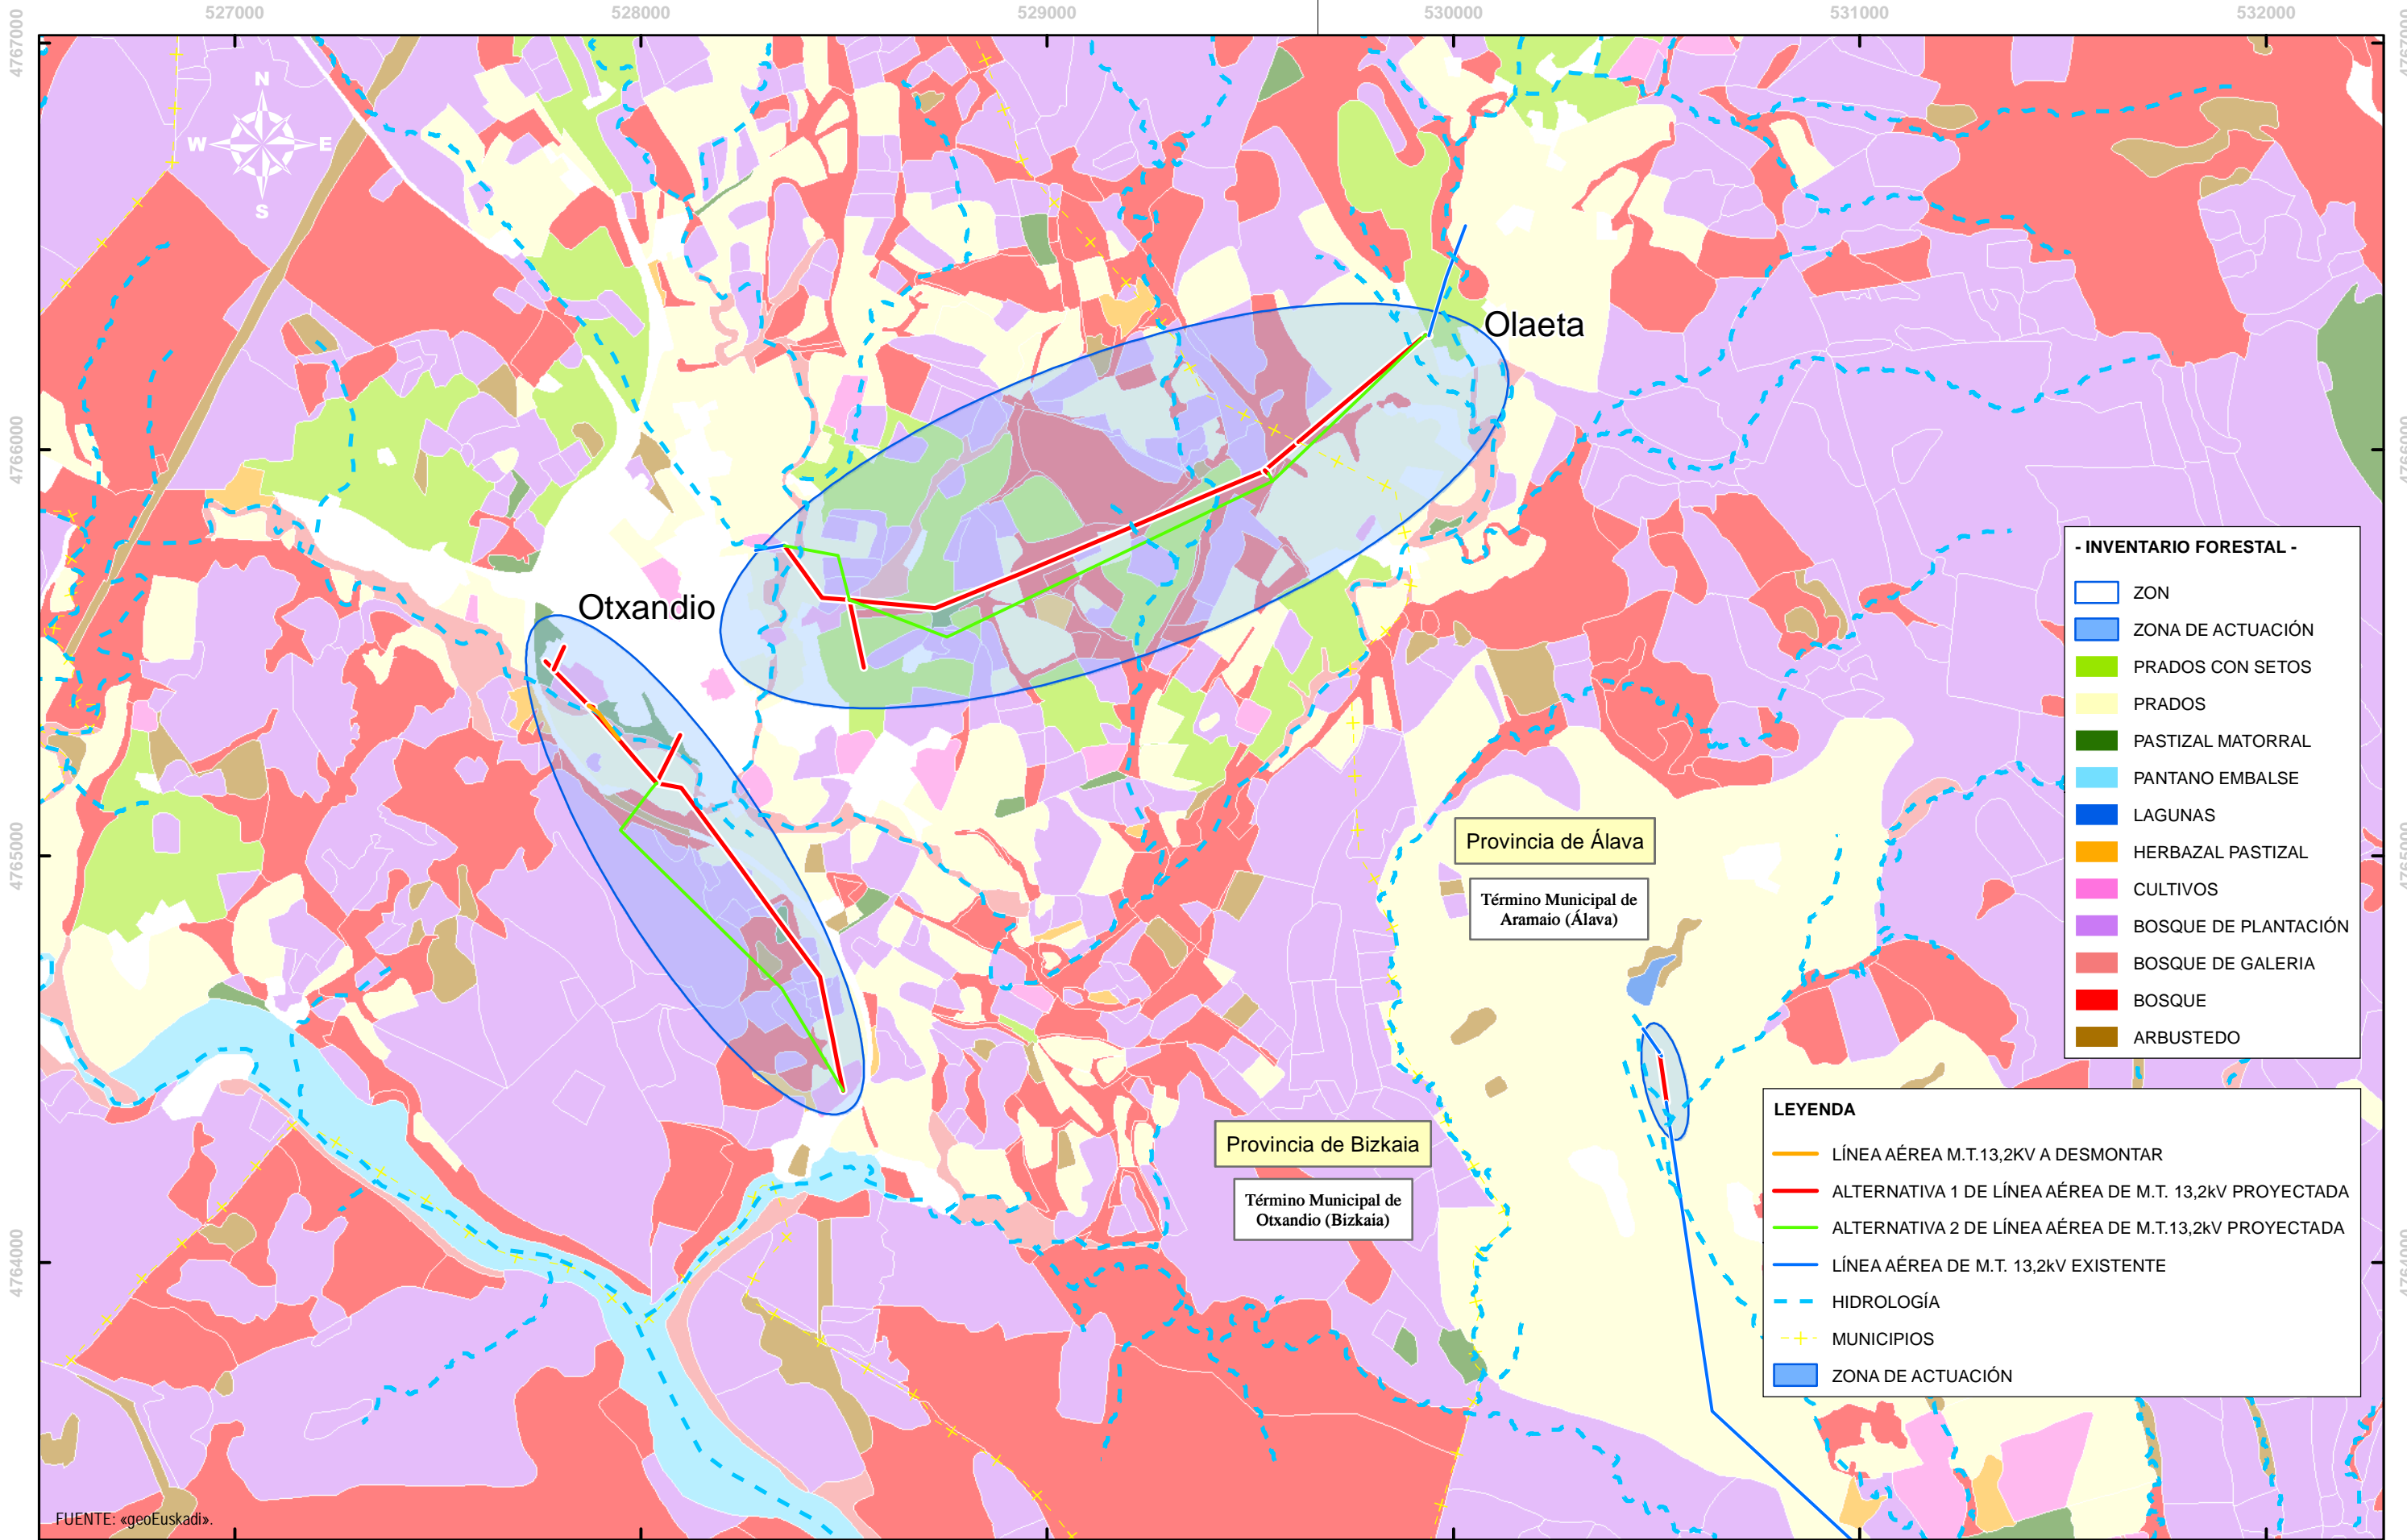 527000
528000
529000
530000
531000
532000
4767000
4767000
N
W
E
S
Olaeta
4766000
4766000
Otxandio
- INVENTARIO FORESTAL -
ZON
ZONA DE ACTUACIÓN
PRADOS CON SETOS
PRADOS
PASTIZAL MATORRAL
PANTANO EMBALSE
LAGUNAS
HERBAZAL PASTIZAL
CULTIVOS
BOSQUE DE PLANTACIÓN
BOSQUE DE GALERIA
BOSQUE
ARBUSTEDO
4765000
4765000
Provincia de Álava
Término Municipal de
Aramaio (Álava)
Provincia de Bizkaia
Término Municipal de
Otxandio (Bizkaia)
LEYENDA
LÍNEA AÉREA M.T.13,2KV A DESMONTAR
ALTERNATIVA 1 DE LÍNEA AÉREA DE M.T. 13,2kV PROYECTADA
ALTERNATIVA 2 DE LÍNEA AÉREA DE M.T.13,2kV PROYECTADA
LÍNEA AÉREA DE M.T. 13,2kV EXISTENTE
HIDROLOGÍA
MUNICIPIOS
ZONA DE ACTUACIÓN
4764000
4764000
FUENTE: «geoEuskadi».